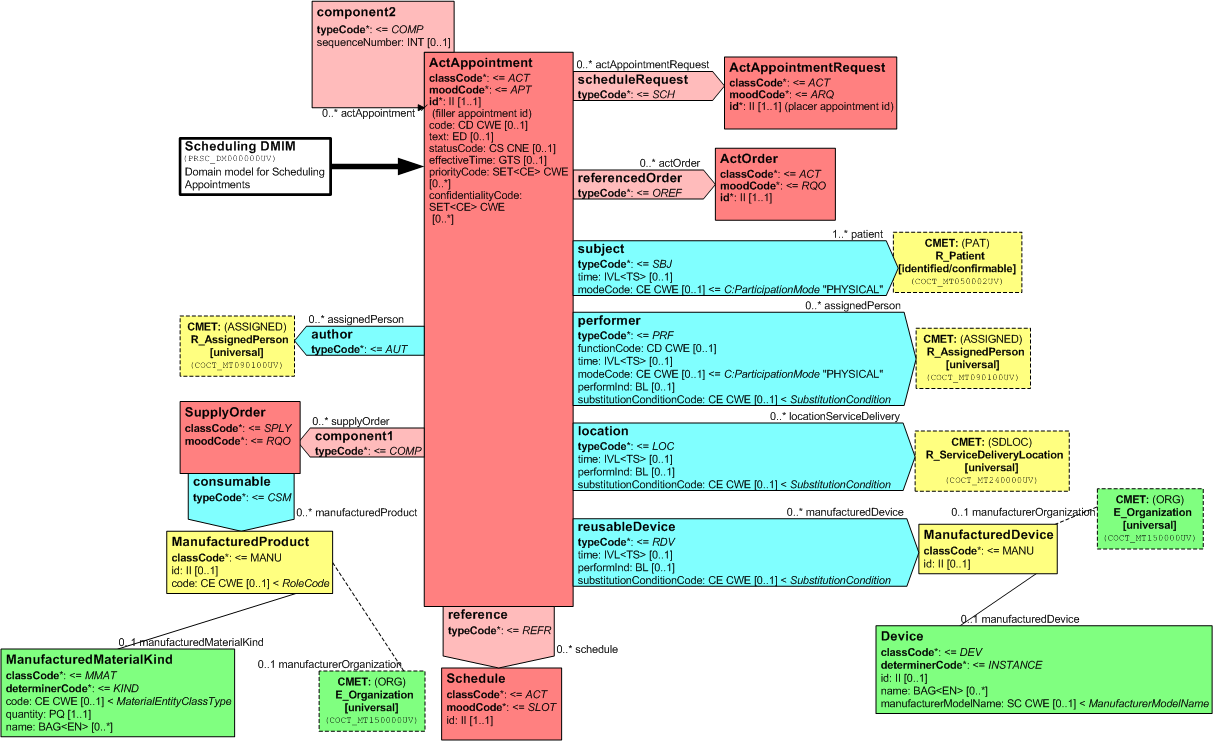 component2
typeCode*: <= COMP
sequenceNumber: INT [0..1]
0..* actAppointment
ActAppointment
classCode*: <= ACT
moodCode*: <= APT
id*: II [1..1]
(filler appointment id)
code: CD CWE [0..1]
text: ED [0..1]
statusCode: CS CNE [0..1]
effectiveTime: GTS [0..1]
priorityCode: SET<CE> CWE
[0..*]
confidentialityCode:
SET<CE> CWE
[0..*]
Scheduling DMIM
(PRSC_DM000000UV)
Domain model for Scheduling
Appointments
0..* actAppointmentRequest
scheduleRequest
typeCode*: <= SCH
ActAppointmentRequest
classCode*: <= ACT
moodCode*: <= ARQ
id*: II [1..1] (placer appointment id)
0..* actOrder
referencedOrder
typeCode*: <= OREF
ActOrder
classCode*: <= ACT
moodCode*: <= RQO
id*: II [1..1]
1..* patient
subject
typeCode*: <= SBJ
time: IVL<TS> [0..1]
modeCode: CE CWE [0..1] <= C:ParticipationMode "PHYSICAL"
CMET: (PAT)
R_Patient
[identified/confirmable]
(COCT_MT050002UV)
0..* assignedPerson
performer
typeCode*: <= PRF
functionCode: CD CWE [0..1]
time: IVL<TS> [0..1]
modeCode: CE CWE [0..1] <= C:ParticipationMode "PHYSICAL"
performInd: BL [0..1]
substitutionConditionCode: CE CWE [0..1] < SubstitutionCondition
CMET: (ASSIGNED)
R_AssignedPerson
[universal]
(COCT_MT090100UV)
0..* assignedPerson
author
typeCode*: <= AUT
CMET: (ASSIGNED)
R_AssignedPerson
[universal]
(COCT_MT090100UV)
0..* locationServiceDelivery
location
typeCode*: <= LOC
time: IVL<TS> [0..1]
performInd: BL [0..1]
substitutionConditionCode: CE CWE [0..1] < SubstitutionCondition
CMET: (SDLOC)
R_ServiceDeliveryLocation
[universal]
(COCT_MT240000UV)
SupplyOrder
classCode*: <= SPLY
moodCode*: <= RQO
0..* supplyOrder
component1
typeCode*: <= COMP
consumable
typeCode*: <= CSM
0..* manufacturedProduct
ManufacturedProduct
classCode*: <= MANU
id: II [0..1]
code: CE CWE [0..1] < RoleCode
0..* manufacturedDevice
reusableDevice
typeCode*: <= RDV
time: IVL<TS> [0..1]
performInd: BL [0..1]
substitutionConditionCode: CE CWE [0..1] < SubstitutionCondition
ManufacturedDevice
classCode*: <= MANU
id: II [0..1]
0..1 manufacturerOrganization
CMET: (ORG)
E_Organization
[universal]
(COCT_MT150000UV)
0..1 manufacturedDevice
Device
classCode*: <= DEV
determinerCode*: <= INSTANCE
id: II [0..1]
name: BAG<EN> [0..*]
manufacturerModelName: SC CWE [0..1] < ManufacturerModelName
reference
typeCode*: <= REFR
0..* schedule
Schedule
classCode*: <= ACT
moodCode*: <= SLOT
id: II [1..1]
0..1 manufacturedMaterialKind
ManufacturedMaterialKind
classCode*: <= MMAT
determinerCode*: <= KIND
code: CE CWE [0..1] < MaterialEntityClassType
quantity: PQ [1..1]
name: BAG<EN> [0..*]
0..1 manufacturerOrganization
CMET: (ORG)
E_Organization
[universal]
(COCT_MT150000UV)